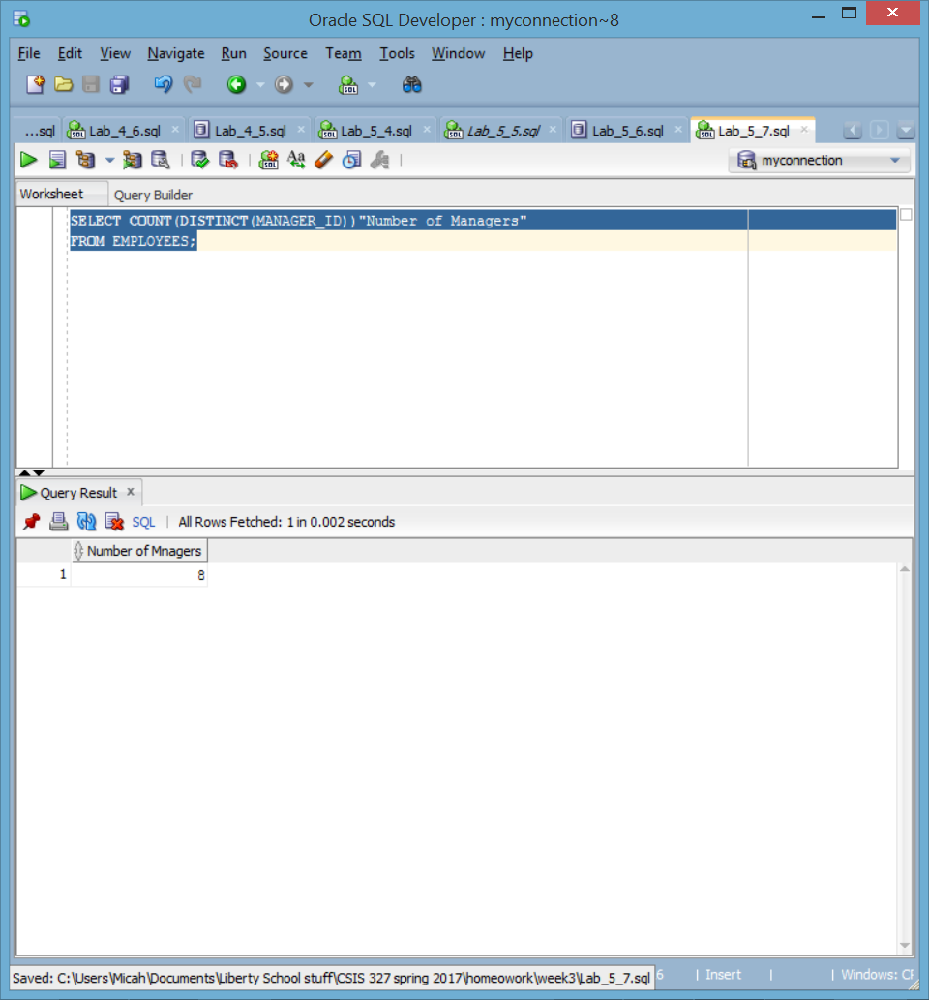 Oracle SQL Developer : myconnection~8
File Edit View Navigate Run Source Team Tools Window Help
...sql Lab_4_6.sql Lab_4_5.sql Lab_5_4.sql Lab_5_5.sql Lab_5_6.sql Lab_5_7.sql
Aa myconnection
Worksheet Query Builder
SELECT COUNT(DISTINCT(MANAGER_ID))"Number of Managers"
FROM EMPLOYEES;
Query Result x
SQL | All Rows Fetched: 1 in 0.002 seconds
Number of Mnagers
1 8
Saved: C:\Users\Micah\Documents\Liberty School stuff\CSIS 327 spring 2017\homeowork\week3\Lab_5_7.sql 6 | Insert | | Windows: CR